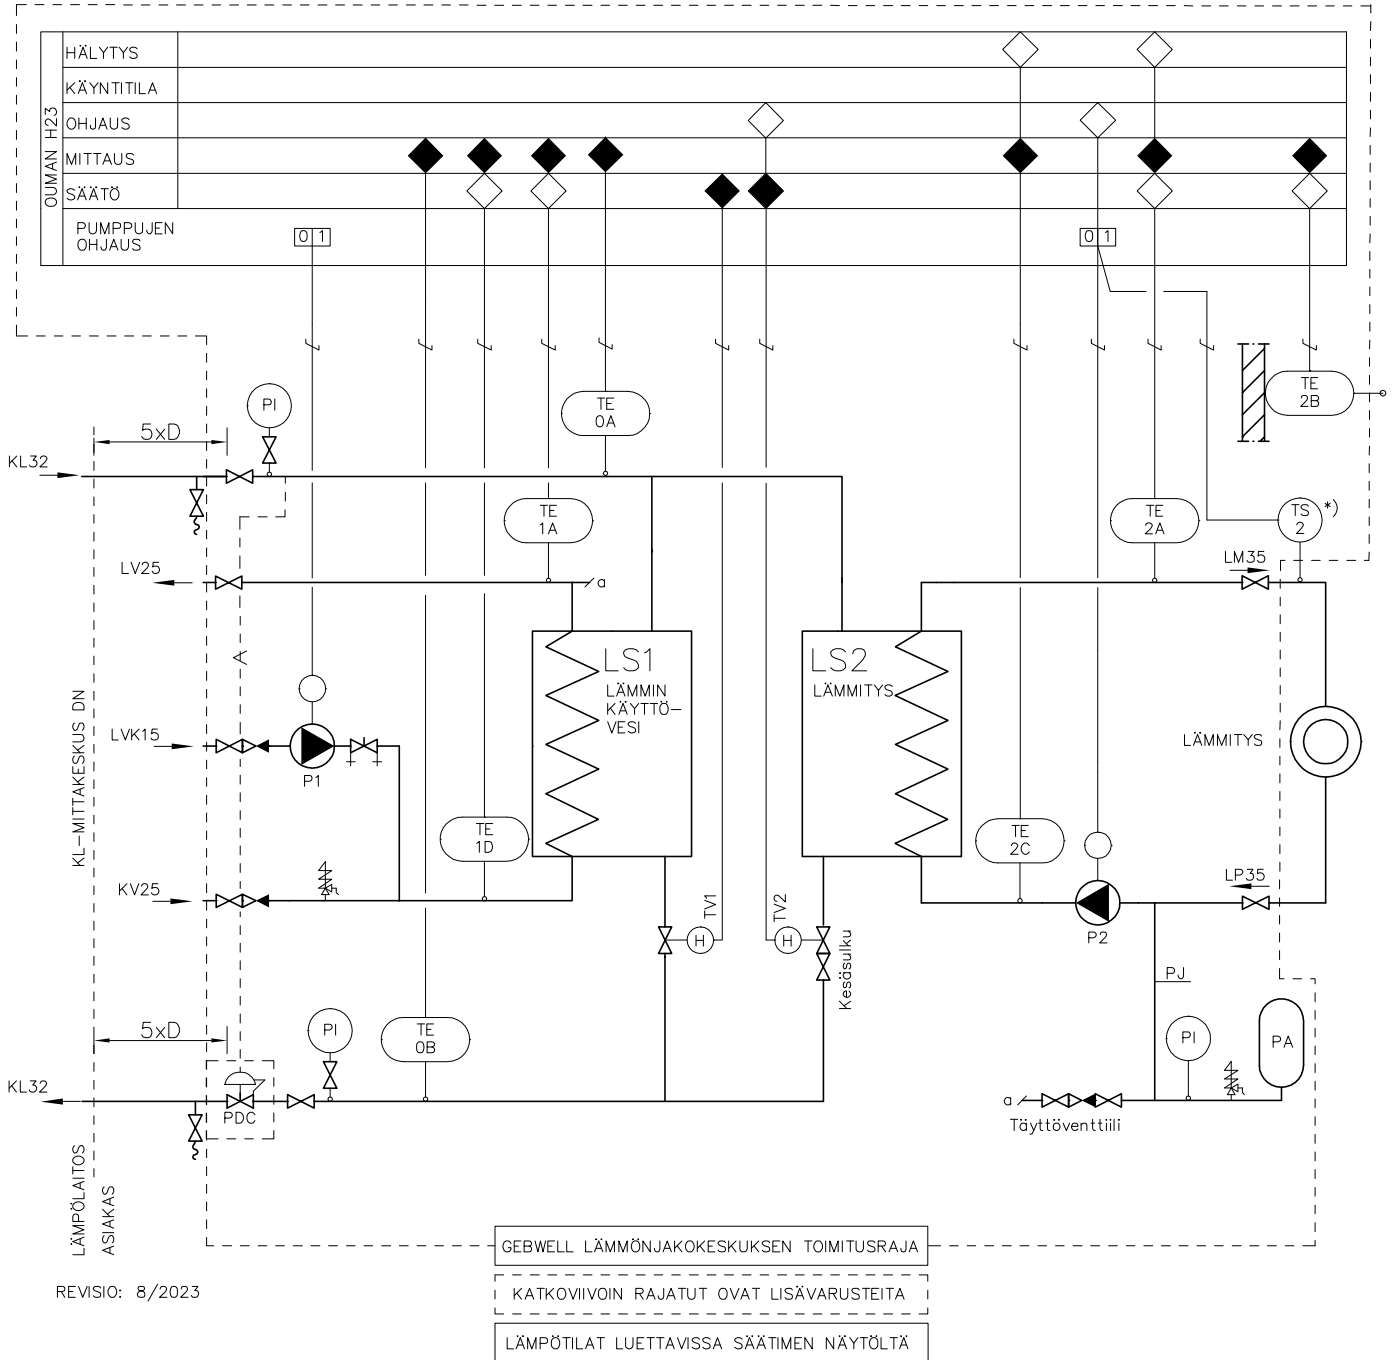 OUMAN H23
HÄLYTYS
KÄYNTITILA
OHJAUS
MITTAUS
SÄÄTÖ
PUMPPUJEN
OHJAUS
0 1
0 1
PI
TE
0A
TE
2B
5xD
KL32
TE
1A
TE
2A
TS
2
*)
LV25
a
LM35
A
LS1
LÄMMIN
KÄYTTÖ-
VESI
LS2
LÄMMITYS
KL-MITTAKESKUS DN
LVK15
P1
LÄMMITYS
TE
1D
TE
2C
KV25
LP35
TV1
H
TV2
H
P2
Kesäsulku
PJ
5xD
PI
TE
0B
PI
PA
KL32
PDC
a
Täyttöventtiili
LÄMPÖLAITOS
ASIAKAS
GEBWELL LÄMMÖNJAKOKESKUKSEN TOIMITUSRAJA
REVISIO: 8/2023
KATKOVIIVOIN RAJATUT OVAT LISÄVARUSTEITA
LÄMPÖTILAT LUETTAVISSA SÄÄTIMEN NÄYTÖLTÄ